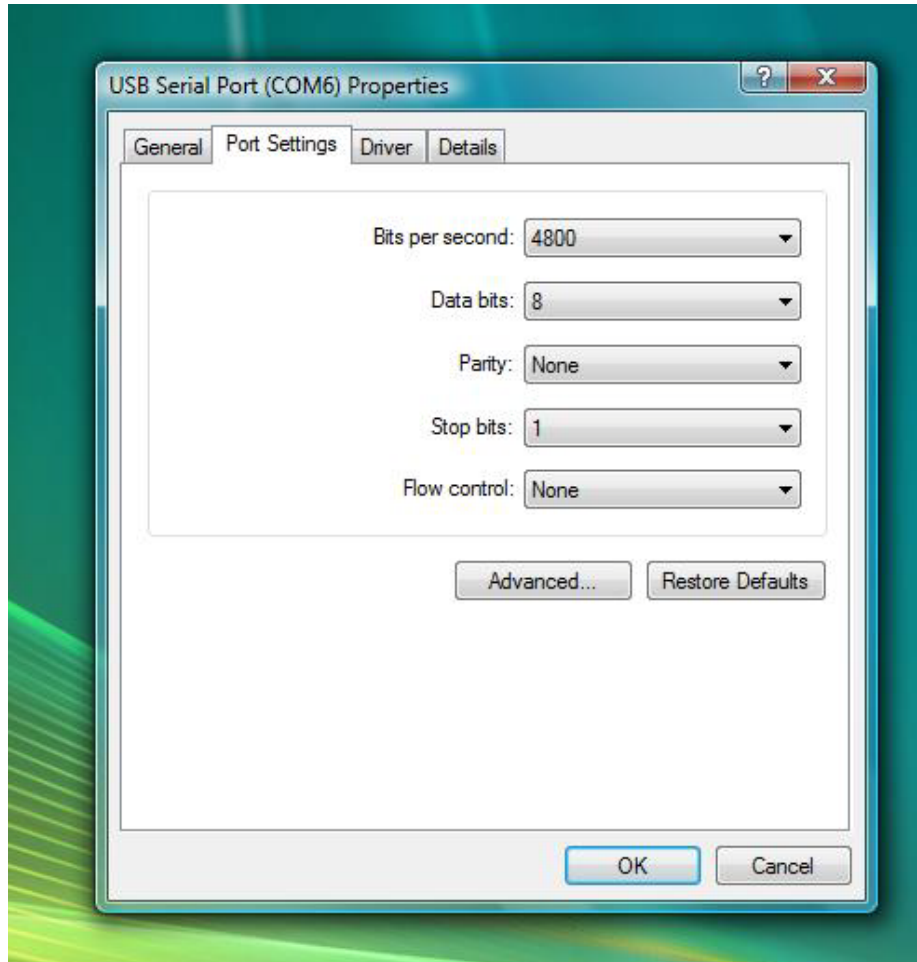 USB Serial Port (COM6) Properties
? X
General Port Settings Driver Details
Bits per second: 4800
Data bits: 8
Parity: None
Stop bits: 1
Flow control: None
Advanced... Restore Defaults
OK Cancel